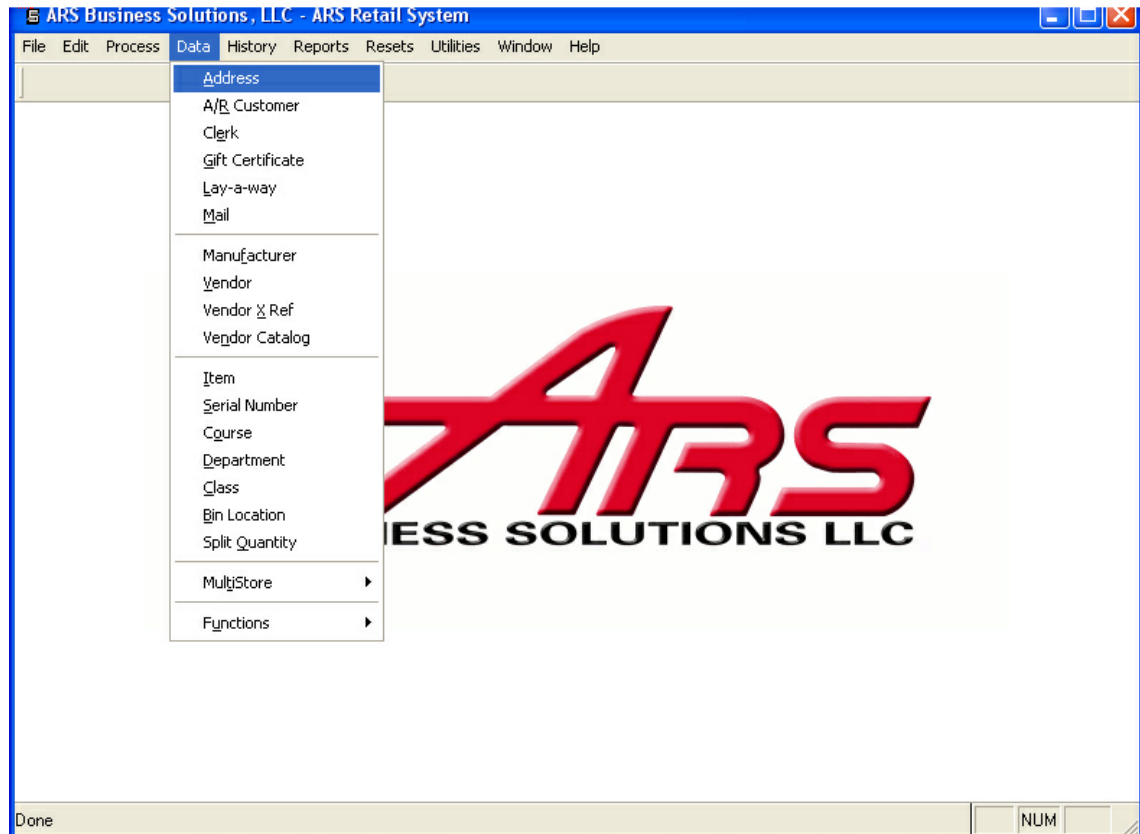 ARS Business Solutions, LLC - ARS Retail System
File Edit Process Data History Reports Resets Utilities Window Help
Address
A/R Customer
Clerk
Gift Certificate
Lay-a-way
Mail
Manufacturer
Vendor
Vendor X Ref
Vendor Catalog
Item
Serial Number
Course
Department
Class
Bin Location
Split Quantity
MultiStore
Functions
ARS
INESS SOLUTIONS LLC
Done NUM